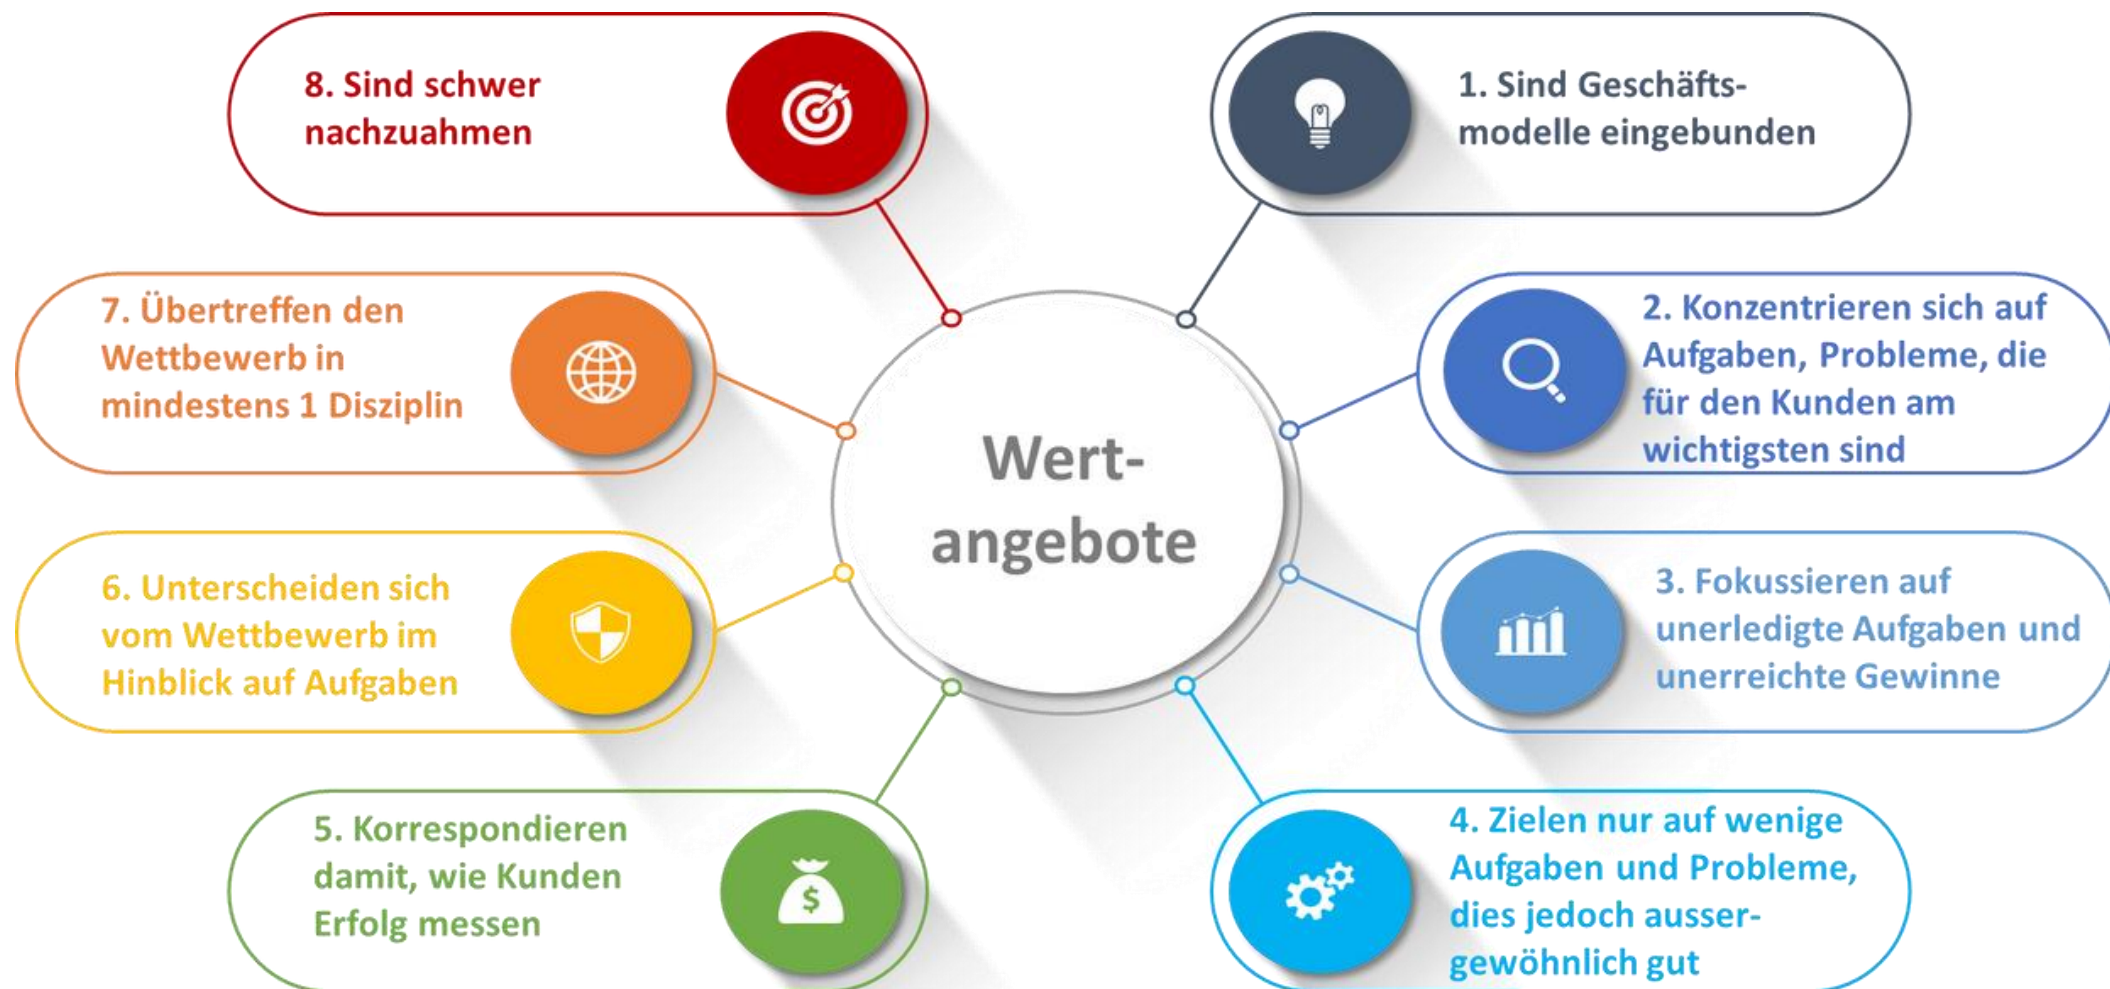 Wert-
angebote
1. Sind Geschäfts-
modelle eingebunden
2. Konzentrieren sich auf
Aufgaben, Probleme, die
für den Kunden am
wichtigsten sind
3. Fokussieren auf
unerledigte Aufgaben und
unerreichte Gewinne
4. Zielen nur auf wenige
Aufgaben und Probleme,
dies jedoch ausser-
gewöhnlich gut
5. Korrespondieren
damit, wie Kunden
Erfolg messen
$
6. Unterscheiden sich
vom Wettbewerb im
Hinblick auf Aufgaben
7. Übertreffen den
Wettbewerb in
mindestens 1 Disziplin
8. Sind schwer
nachzuahmen